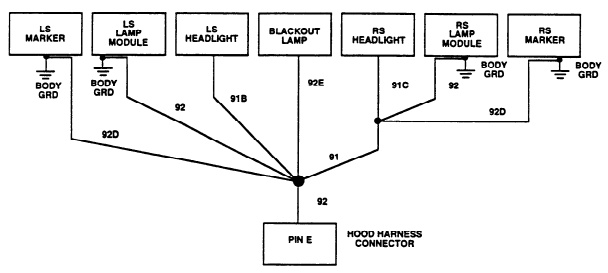 LS
MARKER
LS
LAMP
MODULE
LS
HEADLIGHT
BLACKOUT
LAMP
RS
HEADLIGHT
RS
LAMP
MODULE
RS
MARKER
BODY
GRD
BODY
GRD
BODY
GRD
BODY
GRD
92D
92
91B
92E
91C
92
92D
91
92
PIN E
HOOD HARNESS
CONNECTOR